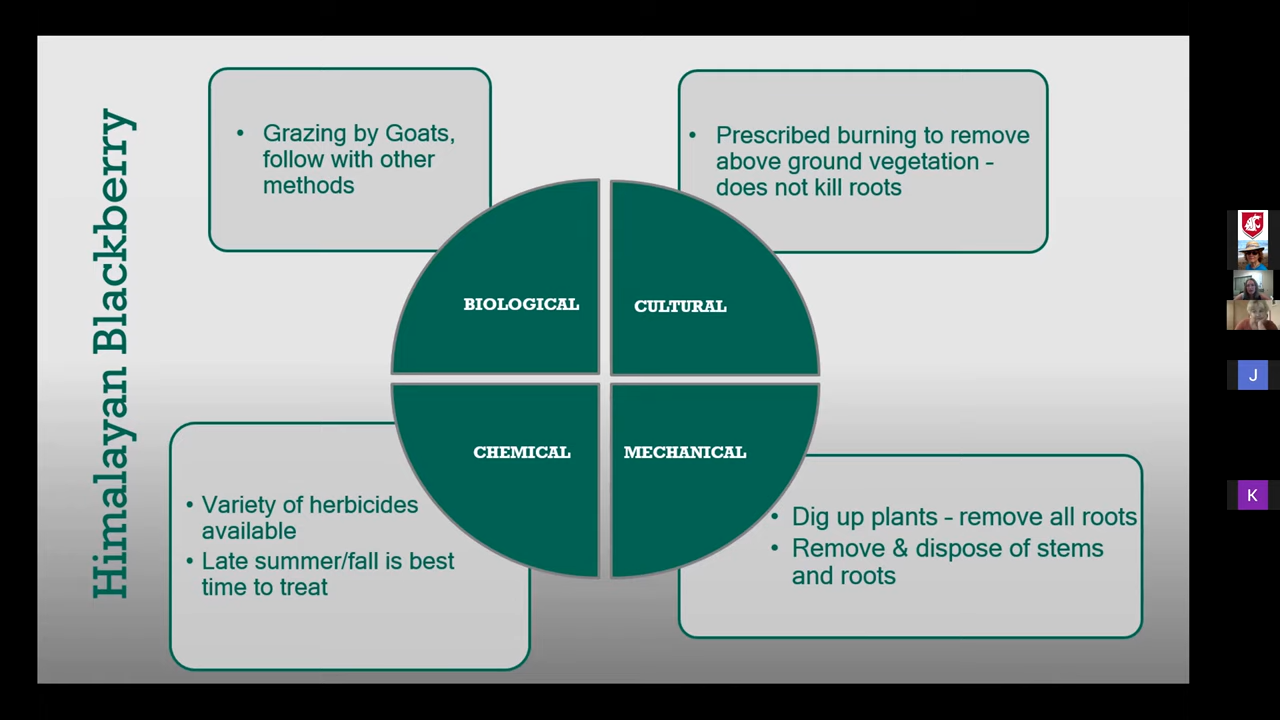 Himalayan Blackberry
• Grazing by Goats,
follow with other
methods
• Prescribed burning to remove
above ground vegetation -
does not kill roots
BIOLOGICAL
CULTURAL
CHEMICAL
MECHANICAL
• Variety of herbicides
available
• Late summer/fall is best
time to treat
• Dig up plants - remove all roots
• Remove & dispose of stems
and roots
J
K